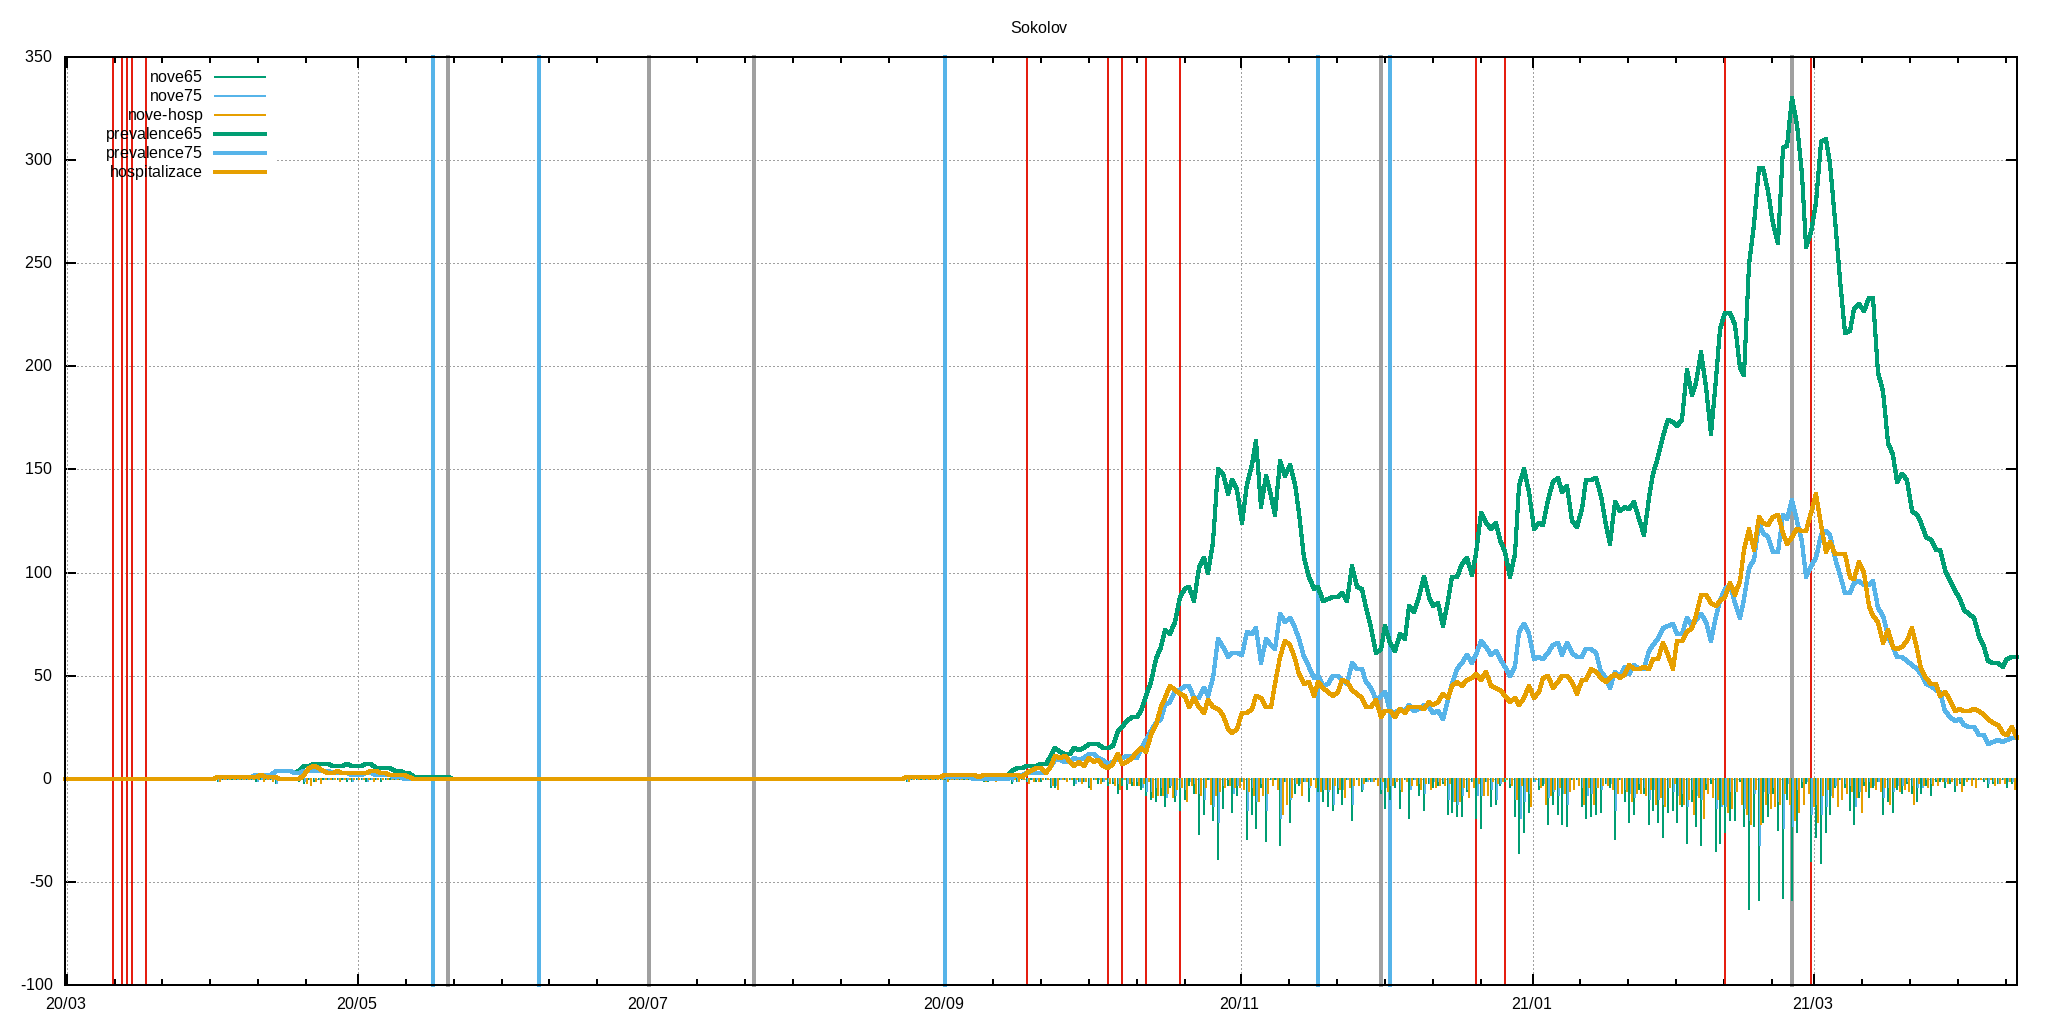 Sokolov
350
300
250
200
150
100
50
0
-50
-100
nove65
nove75
nove-hosp
prevalence65
prevalence75
hospitalizace
20/03 20/05 20/07 20/09 20/11 21/01 21/03